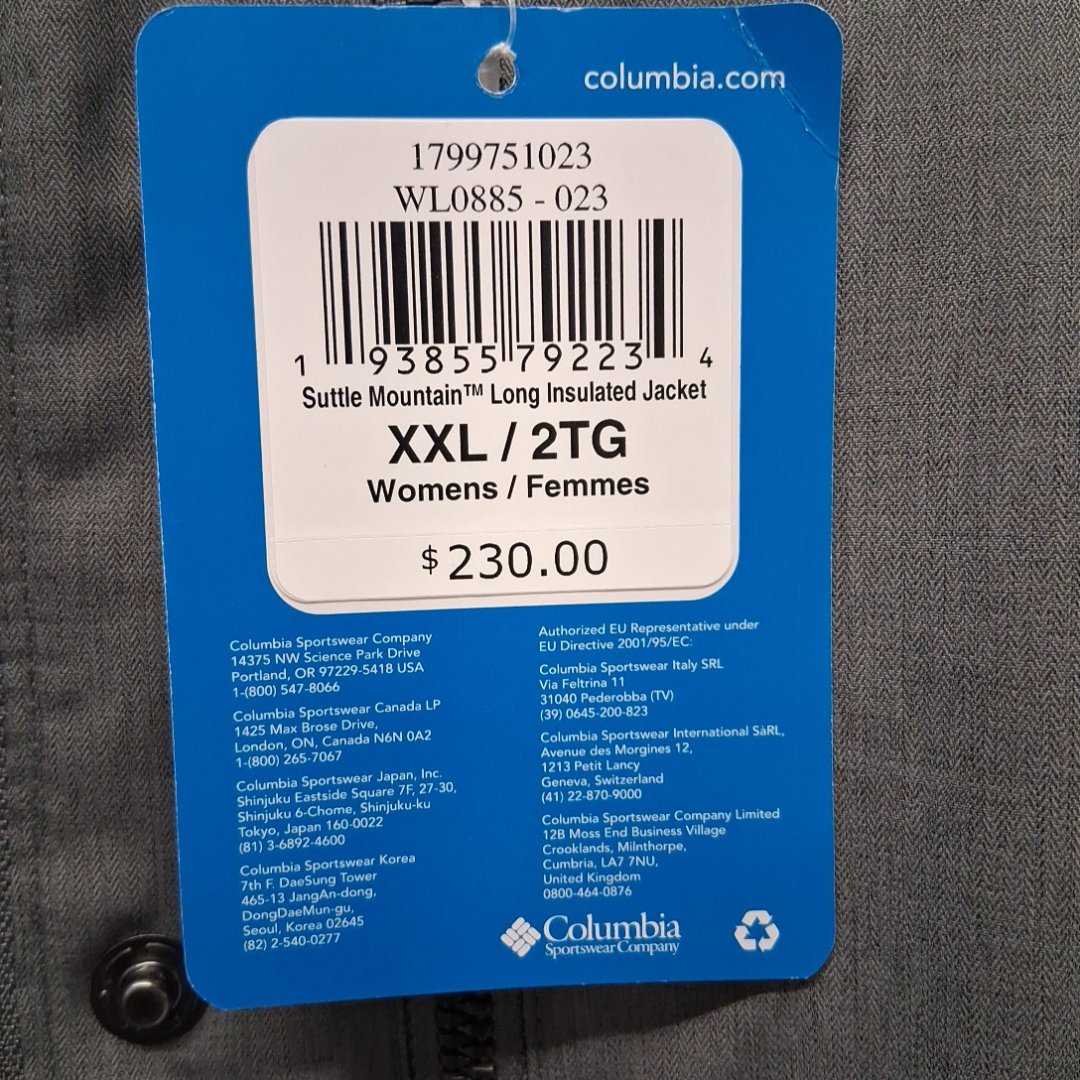 columbia.com
1799751023
WL0885 - 023
1 93855 79223 4
Suttle Mountain™ Long Insulated Jacket
XXL / 2TG
Womens / Femmes
$230.00
Columbia Sportswear Company
14375 NW Science Park Drive
Portland, OR 97229-5418 USA
1-(800) 547-8066
Columbia Sportswear Canada LP
1425 Max Brose Drive,
London, ON, Canada N6N 0A2
1-(800) 265-7067
Columbia Sportswear Japan, Inc.
Shinjuku Eastside Square 7F, 27-30,
Shinjuku 6-Chome, Shinjuku-ku
Tokyo, Japan 160-0022
(81) 3-6892-4600
Columbia Sportswear Korea
7th F. DaeSung Tower
465-13 JangAn-dong,
DongDaeMun-gu,
Seoul, Korea 02645
(82) 2-540-0277
Authorized EU Representative under
EU Directive 2001/95/EC:
Columbia Sportswear Italy SRL
Via Feltrina 11
31040 Pederobba (TV)
(39) 0645-200-823
Columbia Sportswear International SàRL,
Avenue des Morgines 12,
1213 Petit Lancy
Geneva, Switzerland
(41) 22-870-9000
Columbia Sportswear Company Limited
12B Moss End Business Village
Crooklands, Milnthorpe,
Cumbria, LA7 7NU,
United Kingdom
0800-464-0876
Columbia
Sportswear Company